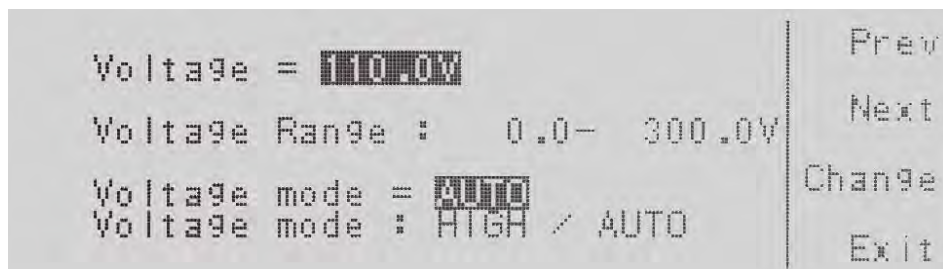 Voltage = 110.0V
Voltage Range : 0.0- 300.0V
Voltage mode = AUTO
Voltage mode : HIGH / AUTO
Prev
Next
Change
Exit